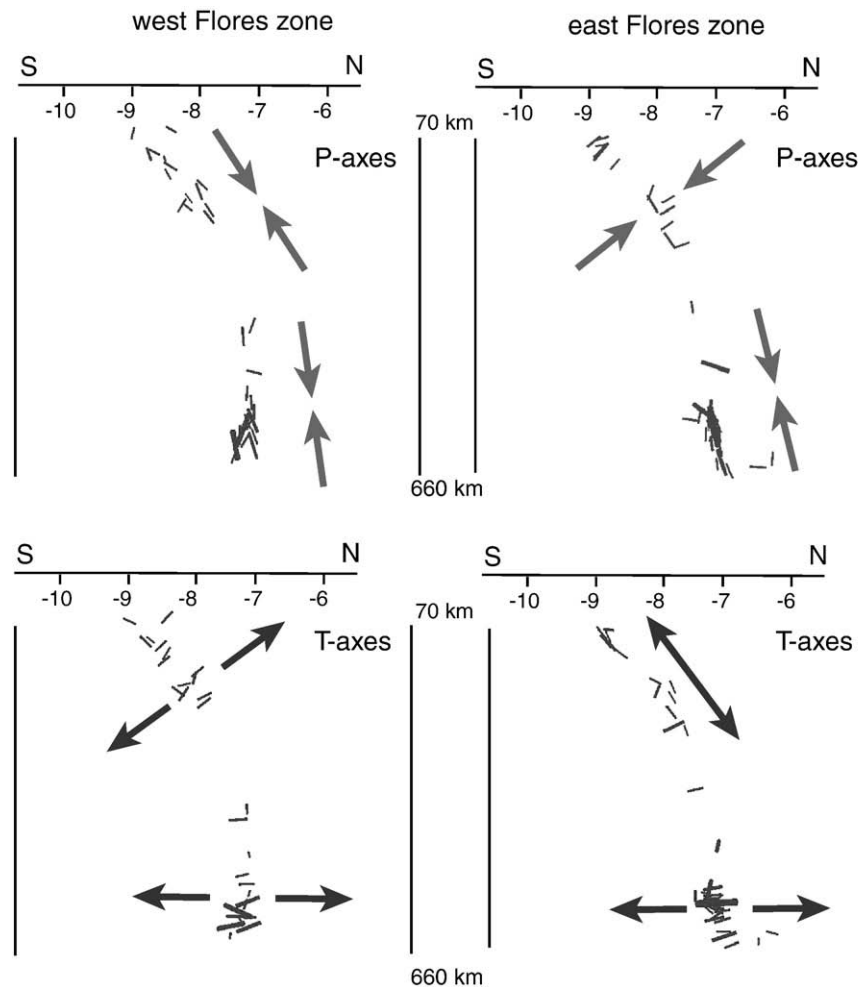 west Flores zone
east Flores zone
S N
S N
-10 -9 -8 -7 -6
-10 -9 -8 -7 -6
70 km
P-axes
P-axes
660 km
S N
S N
-10 -9 -8 -7 -6
-10 -9 -8 -7 -6
70 km
T-axes
T-axes
660 km